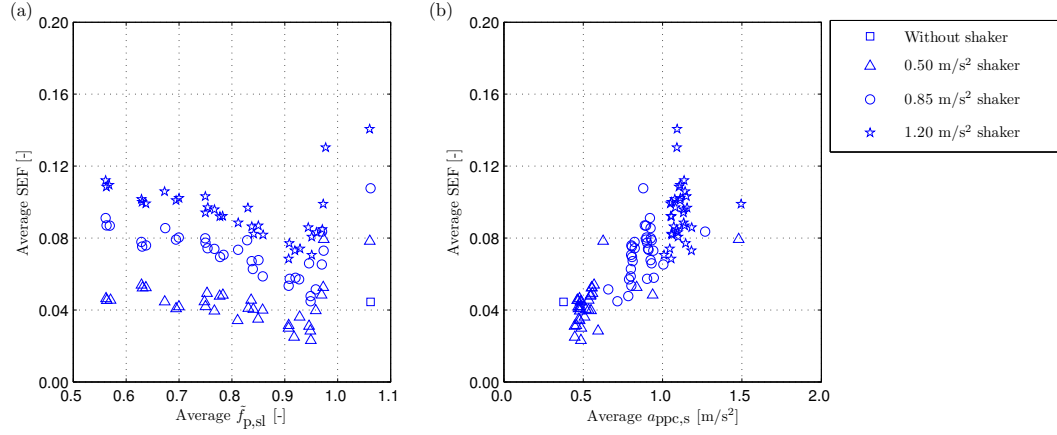 (a)
0.20
0.16
0.12
0.08
0.04
0.00
Average SEF [-]
0.5 0.6 0.7 0.8 0.9 1.0 1.1
Average f̃p,sl [-]
(b)
0.20
0.16
0.12
0.08
0.04
0.00
Average SEF [-]
0.0 0.5 1.0 1.5 2.0
Average appc,s [m/s²]
Without shaker
0.50 m/s² shaker
0.85 m/s² shaker
1.20 m/s² shaker